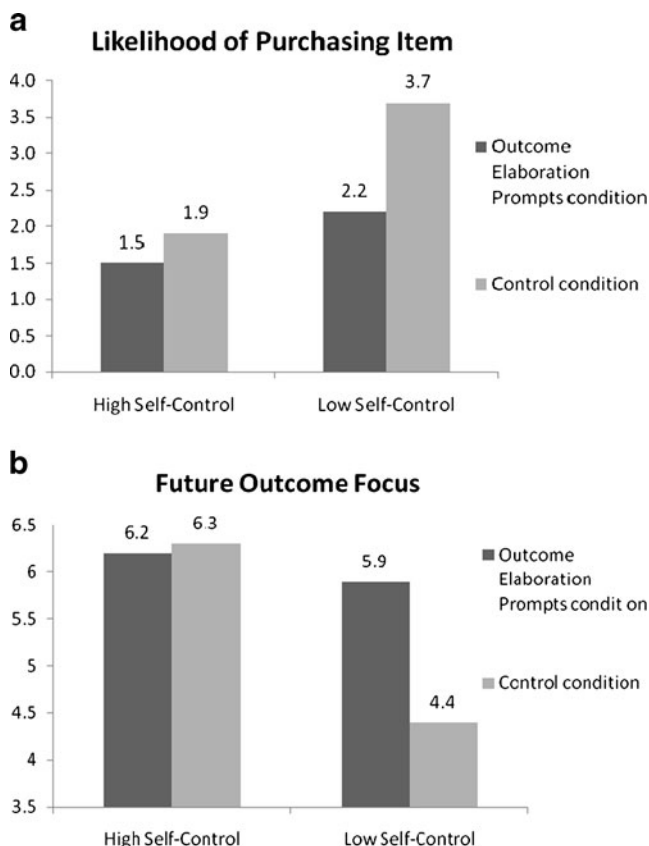 a
Likelihood of Purchasing Item
4.0
3.5
3.0
2.5
2.0
1.5
1.0
0.5
0.0
1.5
1.9
2.2
3.7
High Self-Control
Low Self-Control
Outcome
Elaboration
Prompts condition
Control condition
b
Future Outcome Focus
6.5
6
5.5
5
4.5
4
3.5
6.2
6.3
5.9
4.4
High Self-Control
Low Self-Control
Outcome
Elaboration
Prompts condit on
Control condition